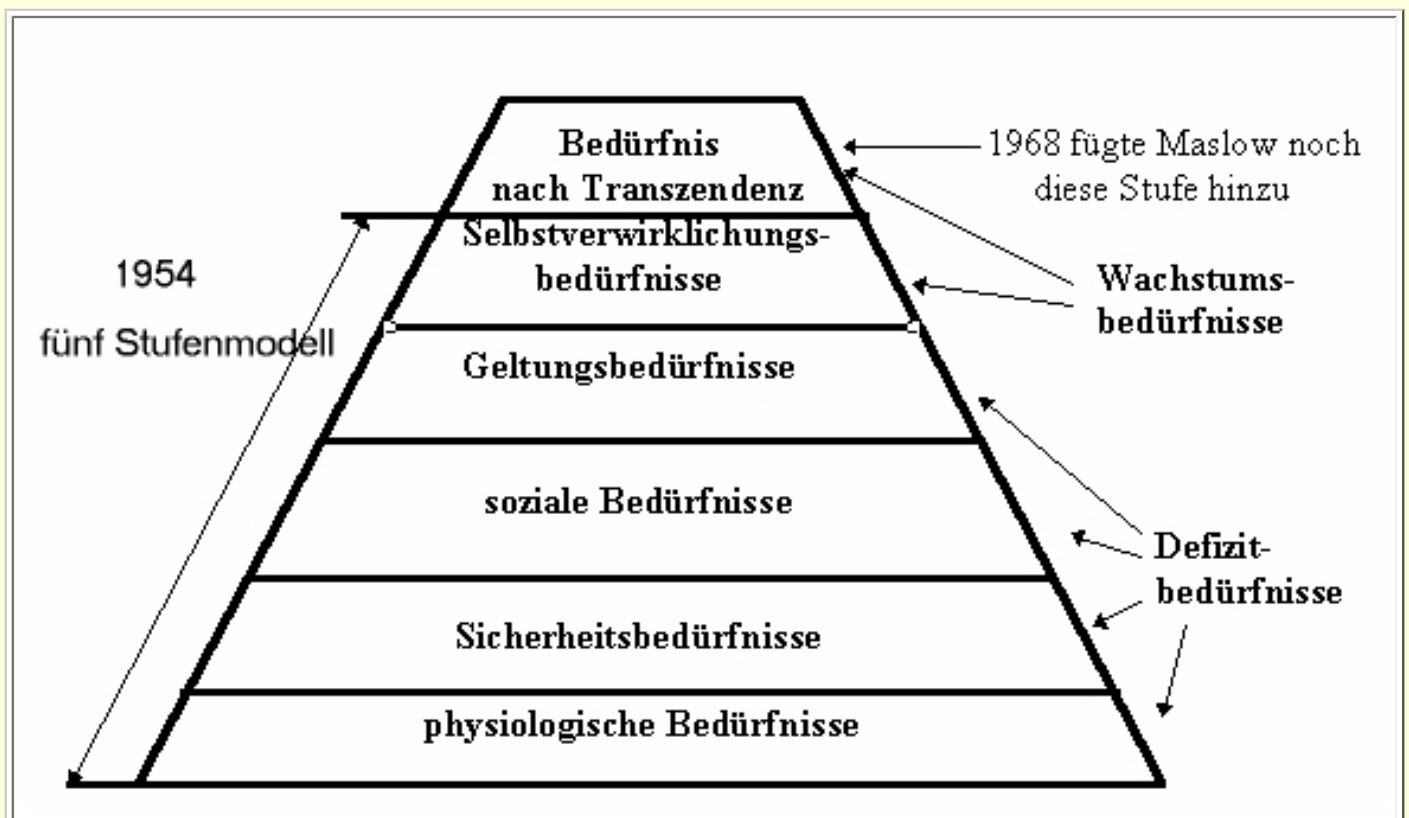 Bedürfnis
nach Transzendenz
1968 fügte Maslow noch
diese Stufe hinzu
Selbstverwirklichungs-
bedürfnisse
1954
fünf Stufenmodell
Wachstums-
bedürfnisse
Geltungsbedürfnisse
soziale Bedürfnisse
Defizit-
bedürfnisse
Sicherheitsbedürfnisse
physiologische Bedürfnisse